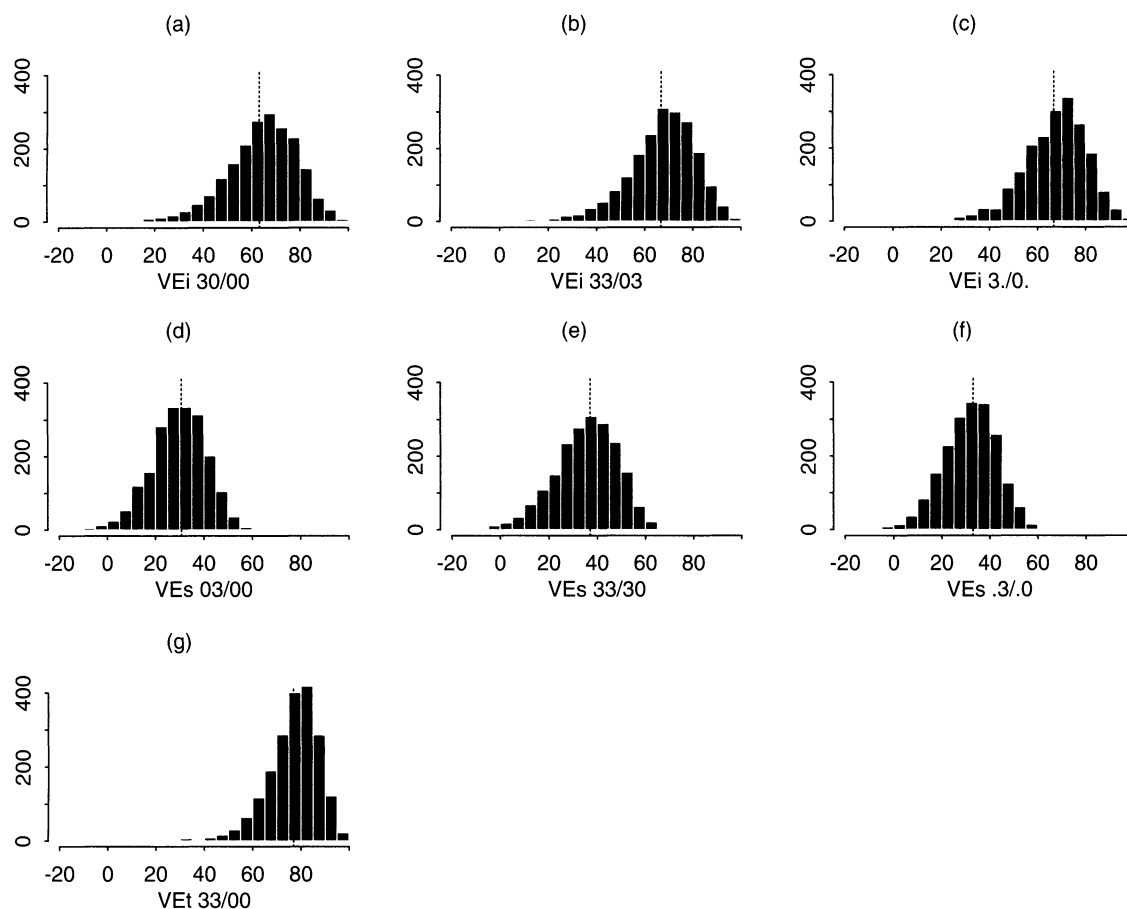 (a) (b) (c)
400 400 400
200 200 200
0 0 0
-20 0 20 40 60 80 -20 0 20 40 60 80 -20 0 20 40 60 80
VEi 30/00 VEi 33/03 VEi 3./0.
(d) (e) (f)
400 400 400
200 200 200
0 0 0
-20 0 20 40 60 80 -20 0 20 40 60 80 -20 0 20 40 60 80
VEs 03/00 VEs 33/30 VEs .3/.0
(g)
400
200
0
-20 0 20 40 60 80
VEt 33/00